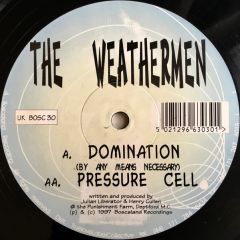 THE WEATHERMEN
UK BOSC 30
5 021296 630301
A. DOMINATION
(BY ANY MEANS NECESSARY)
AA. PRESSURE CELL
written and produced by
Julian Liberator & Henry Cullen
@ the Punishment Farm, Deptford M.C.
(p) & (c) 1997 Boscaland Recordings